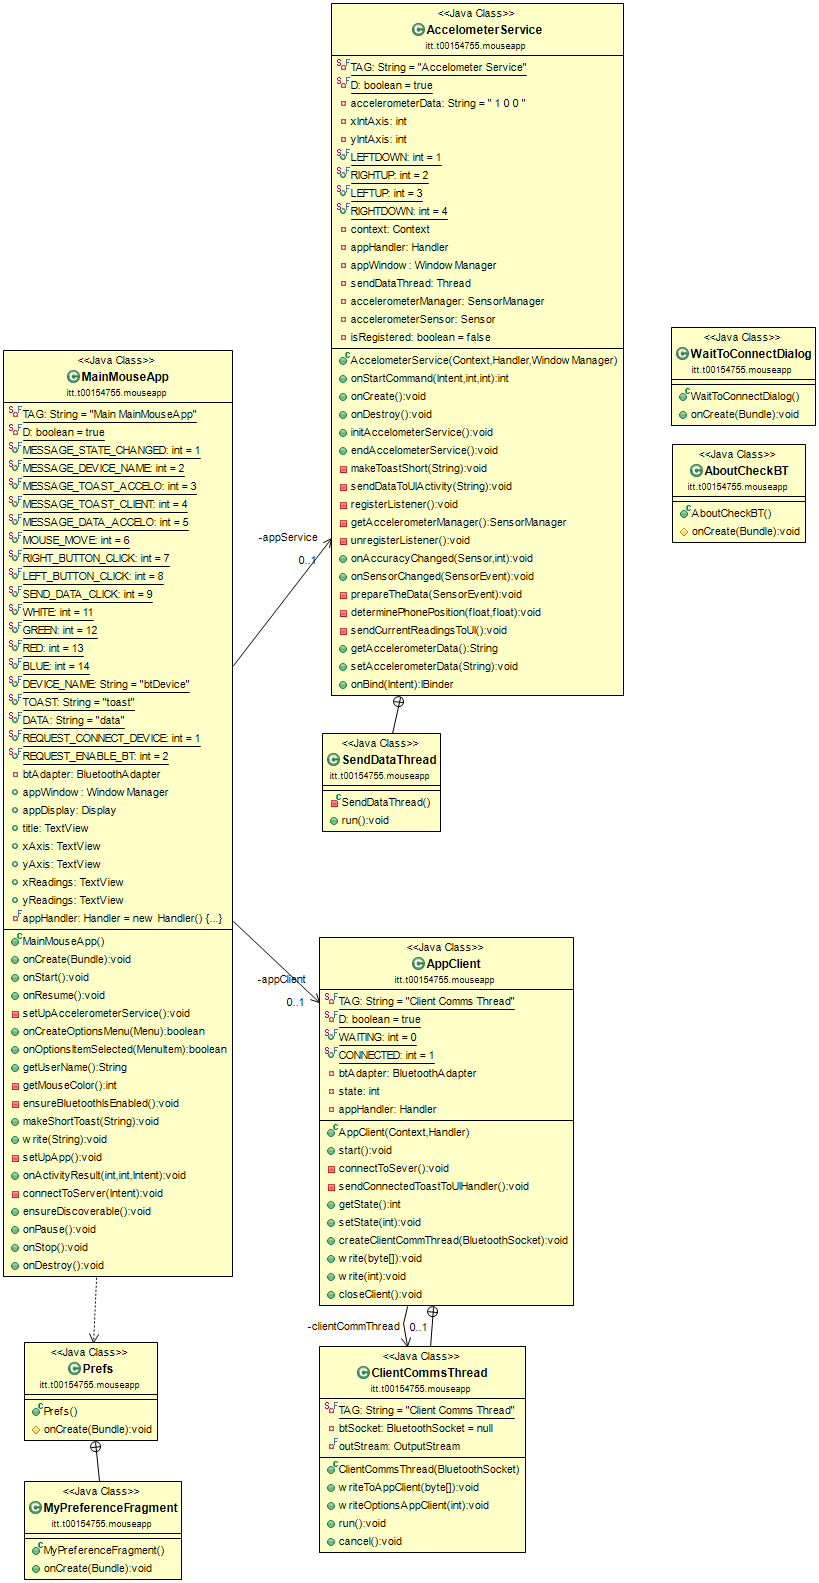 <<Java Class>>
AccelometerService
itt.t00154755.mouseapp
TAG: String = "Accelometer Service"
D: boolean = true
accelerometerData: String = " 1 0 0 "
xIntAxis: int
yIntAxis: int
LEFTDOWN: int = 1
RIGHTUP: int = 2
LEFTUP: int = 3
RIGHTDOWN: int = 4
context: Context
appHandler: Handler
appWindow: WindowManager
sendDataThread: Thread
accelerometerManager: SensorManager
accelerometerSensor: Sensor
isRegistered: boolean = false
AccelometerService(Context,Handler,WindowManager)
onStartCommand(Intent,int,int):int
onCreate():void
onDestroy():void
initAccelometerService():void
endAccelometerService():void
makeToastShort(String):void
sendDataToUIActivity(String):void
registerListener():void
getAccelerometerManager():SensorManager
unregisterListener():void
onAccuracyChanged(Sensor,int):void
onSensorChanged(SensorEvent):void
prepareTheData(SensorEvent):void
determinePhonePosition(float,float):void
sendCurrentReadingsToUI():void
getAccelerometerData():String
setAccelerometerData(String):void
onBind(Intent):IBinder
<<Java Class>>
WaitToConnectDialog
itt.t00154755.mouseapp
WaitToConnectDialog()
onCreate(Bundle):void
<<Java Class>>
AboutCheckBT
itt.t00154755.mouseapp
AboutCheckBT()
onCreate(Bundle):void
<<Java Class>>
MainMouseApp
itt.t00154755.mouseapp
TAG: String = "Main MainMouseApp"
D: boolean = true
MESSAGE_STATE_CHANGED: int = 1
MESSAGE_DEVICE_NAME: int = 2
MESSAGE_TOAST_ACCELO: int = 3
MESSAGE_TOAST_CLIENT: int = 4
MESSAGE_DATA_ACCELO: int = 5
MOUSE_MOVE: int = 6
RIGHT_BUTTON_CLICK: int = 7
LEFT_BUTTON_CLICK: int = 8
SEND_DATA_CLICK: int = 9
WHITE: int = 11
GREEN: int = 12
RED: int = 13
BLUE: int = 14
DEVICE_NAME: String = "btDevice"
TOAST: String = "toast"
DATA: String = "data"
REQUEST_CONNECT_DEVICE: int = 1
REQUEST_ENABLE_BT: int = 2
btAdapter: BluetoothAdapter
appWindow: WindowManager
appDisplay: Display
title: TextView
xAxis: TextView
yAxis: TextView
xReadings: TextView
yReadings: TextView
appHandler: Handler = new Handler() {...}
MainMouseApp()
onCreate(Bundle):void
onStart():void
onResume():void
setUpAccelerometerService():void
onCreateOptionsMenu(Menu):boolean
onOptionsItemSelected(MenuItem):boolean
getUserName():String
getMouseColor():int
ensureBluetoothIsEnabled():void
makeShortToast(String):void
write(String):void
setUpApp():void
onActivityResult(int,int,Intent):void
connectToServer(Intent):void
ensureDiscoverable():void
onPause():void
onStop():void
onDestroy():void
-appService
0..1
<<Java Class>>
SendDataThread
itt.t00154755.mouseapp
SendDataThread()
run():void
-appClient
0..1
<<Java Class>>
AppClient
itt.t00154755.mouseapp
TAG: String = "Client Comms Thread"
D: boolean = true
WAITING: int = 0
CONNECTED: int = 1
btAdapter: BluetoothAdapter
state: int
appHandler: Handler
AppClient(Context,Handler)
start():void
connectToSever():void
sendConnectedToastToUIHandler():void
getState():int
setState(int):void
createClientCommThread(BluetoothSocket):void
write(byte[]):void
write(int):void
closeClient():void
-clientCommThread
0..1
<<Java Class>>
ClientCommsThread
itt.t00154755.mouseapp
TAG: String = "Client Comms Thread"
btSocket: BluetoothSocket = null
outStream: OutputStream
ClientCommsThread(BluetoothSocket)
writeToAppClient(byte[]):void
writeOptionsAppClient(int):void
run():void
cancel():void
<<Java Class>>
Prefs
itt.t00154755.mouseapp
Prefs()
onCreate(Bundle):void
<<Java Class>>
MyPreferenceFragment
itt.t00154755.mouseapp
MyPreferenceFragment()
onCreate(Bundle):void